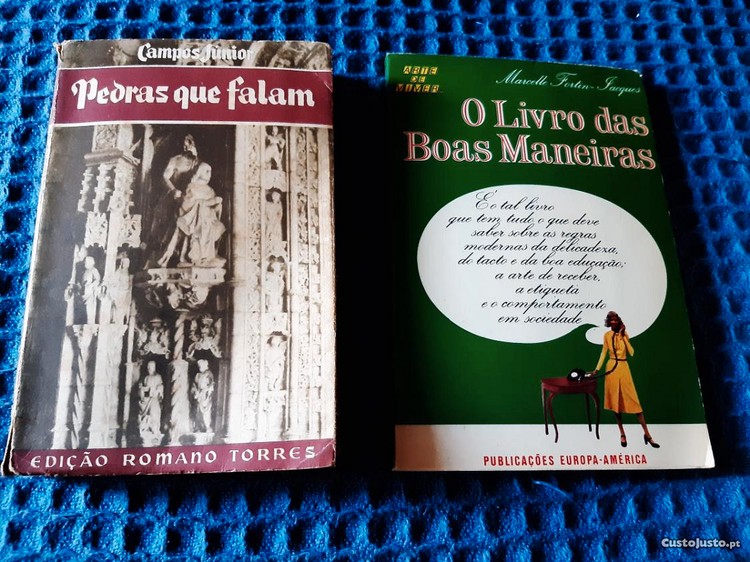 Campos Júnior
Pedras que falam
EDIÇÃO ROMANO TORRES
ARTE
DE
VIVER
Marcelle Fortin-Jacques
O Livro das
Boas Maneiras
É o tal livro
que tem tudo o que deve
saber sobre as regras
modernas da delicadeza,
do tacto e da boa educação;
a arte de receber,
a etiqueta
e o comportamento
em sociedade
PUBLICAÇÕES EUROPA-AMÉRICA
CustoJusto.pt